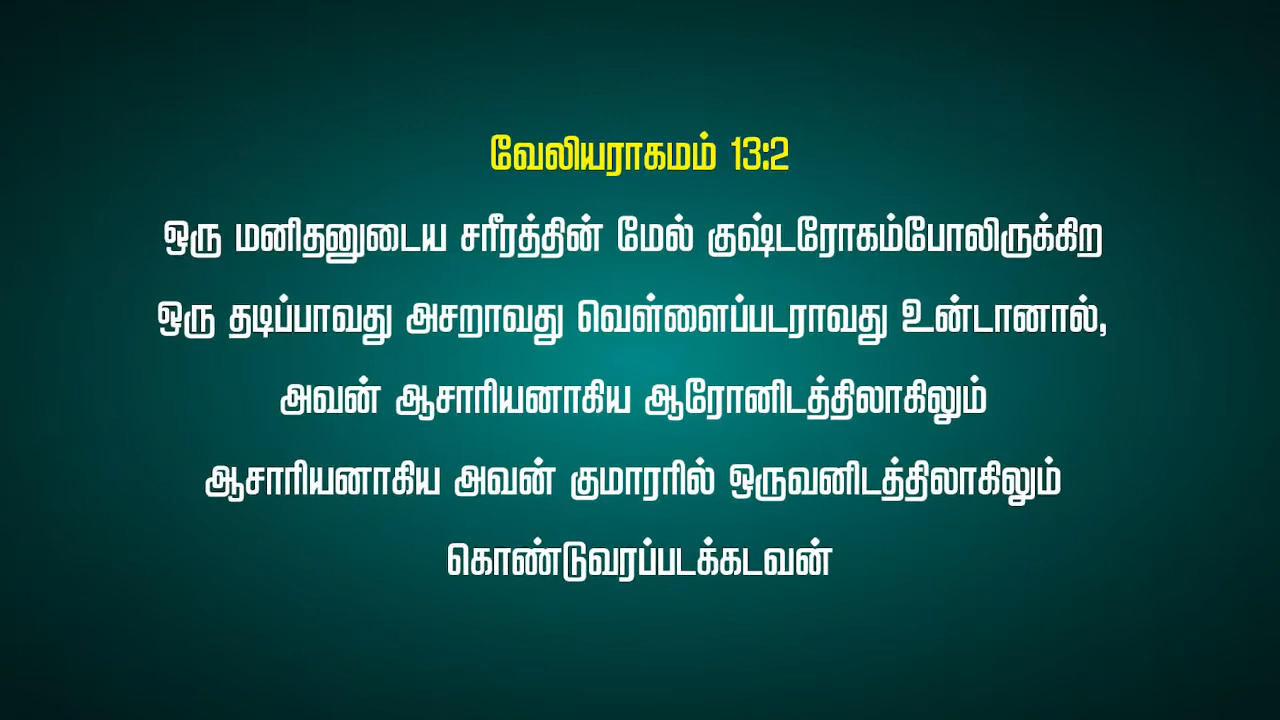 வேலியராகமம் 13:2
ஒரு மனிதனுடைய சரீரத்தின் மேல் குஷ்டரோகம்போலிருக்கிற
ஒரு தடிப்பாவது அசறாவது வெள்ளைப்படராவது உன்டானால்,
அவன் ஆசாரியனாகிய ஆரோனிடத்திலாகிலும்
ஆசாரியனாகிய அவன் குமாரரில் ஒருவனிடத்திலாகிலும்
கொண்டுவரப்படக்கடவன்